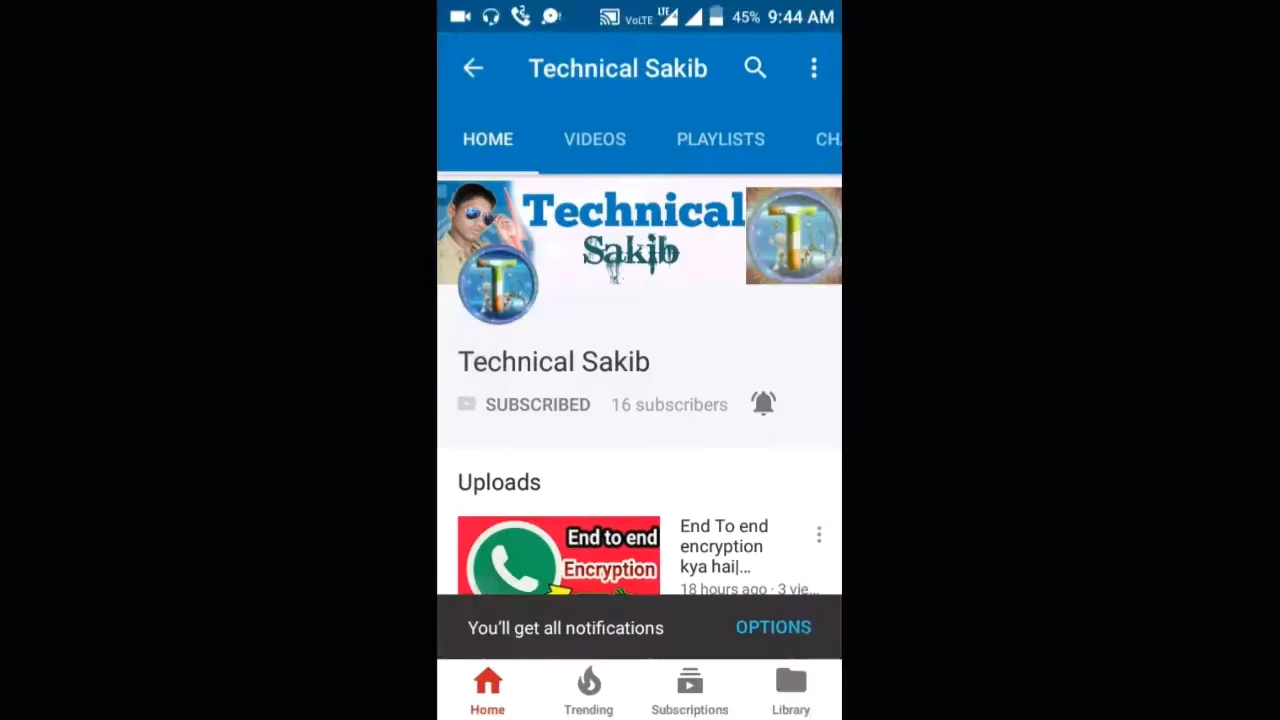 VoLTE LTE 45% 9:44 AM
Technical Sakib
HOME VIDEOS PLAYLISTS CH
Technical
Sakib
T
T
Technical Sakib
SUBSCRIBED 16 subscribers
Uploads
End to end
Encryption
End To end
encryption
kya hai|...
18 hours ago · 3 vie...
You'll get all notifications OPTIONS
Home Trending Subscriptions Library